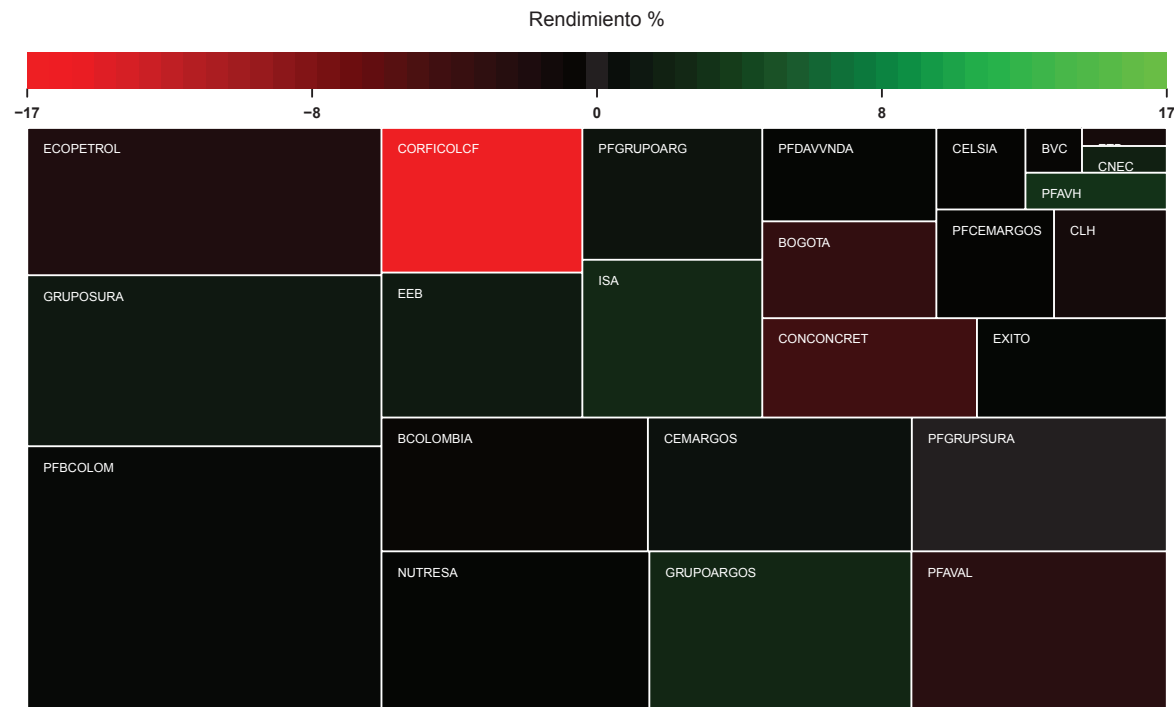 Rendimiento %
−17 −8 0 8 17
ECOPETROL
CORFICOLCF
PFGRUPOARG
PFDAVVNDA
CELSIA
BVC
CNEC
PFAVH
BOGOTA
PFCEMARGOS
CLH
GRUPOSURA
EEB
ISA
CONCONCRET
EXITO
PFBCOLOM
BCOLOMBIA
CEMARGOS
PFGRUPSURA
NUTRESA
GRUPOARGOS
PFAVAL